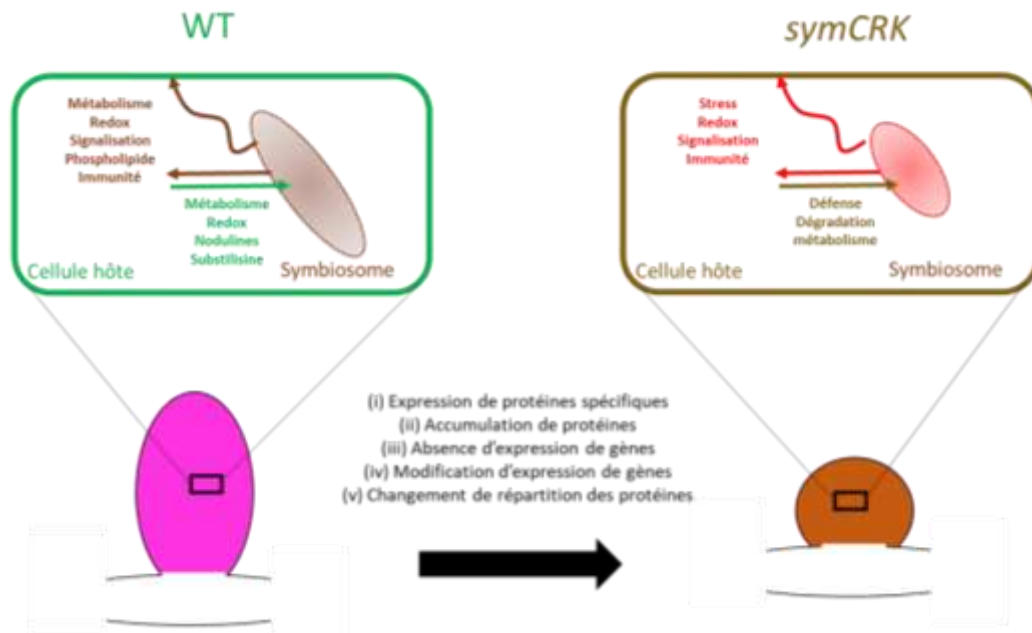 WT
symCRK
Métabolisme
Redox
Signalisation
Phospholipide
Immunité
Métabolisme
Redox
Nodulines
Substilisine
Cellule hôte
Symbiosome
Stress
Redox
Signalisation
Immunité
Défense
Dégradation
métabolisme
Cellule hôte
Symbiosome
(i) Expression de protéines spécifiques
(ii) Accumulation de protéines
(iii) Absence d'expression de gènes
(iv) Modification d'expression de gènes
(v) Changement de répartition des protéines